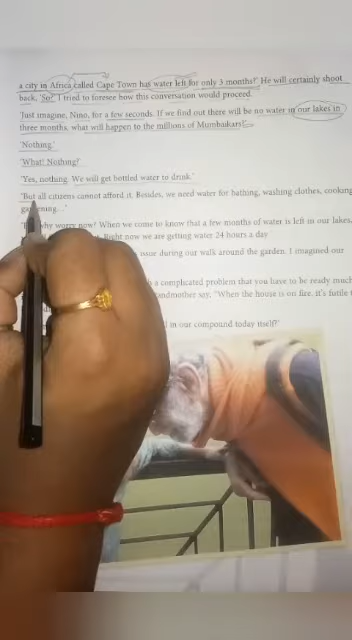 a city in Africa called Cape Town has water left for only 3 months?' He will certainly shoot
back, 'So?' I tried to foresee how this conversation would proceed.
'Just imagine, Nino, for a few seconds. If we find out there will be no water in our lakes in
three months, what will happen to the millions of Mumbaikars?'
'Nothing.'
'What! Nothing?'
'Yes, nothing. We will get bottled water to drink.'
'But all citizens cannot afford it. Besides, we need water for bathing, washing clothes, cooking
gardening...'
why worry now? When we come to know that a few months of water is left in our lakes,
Right now we are getting water 24 hours a day
issue during our walk around the garden. I imagined our
a complicated problem that you have to be ready much
grandmother say, "When the house is on fire, it's futile
in our compound today itself?'